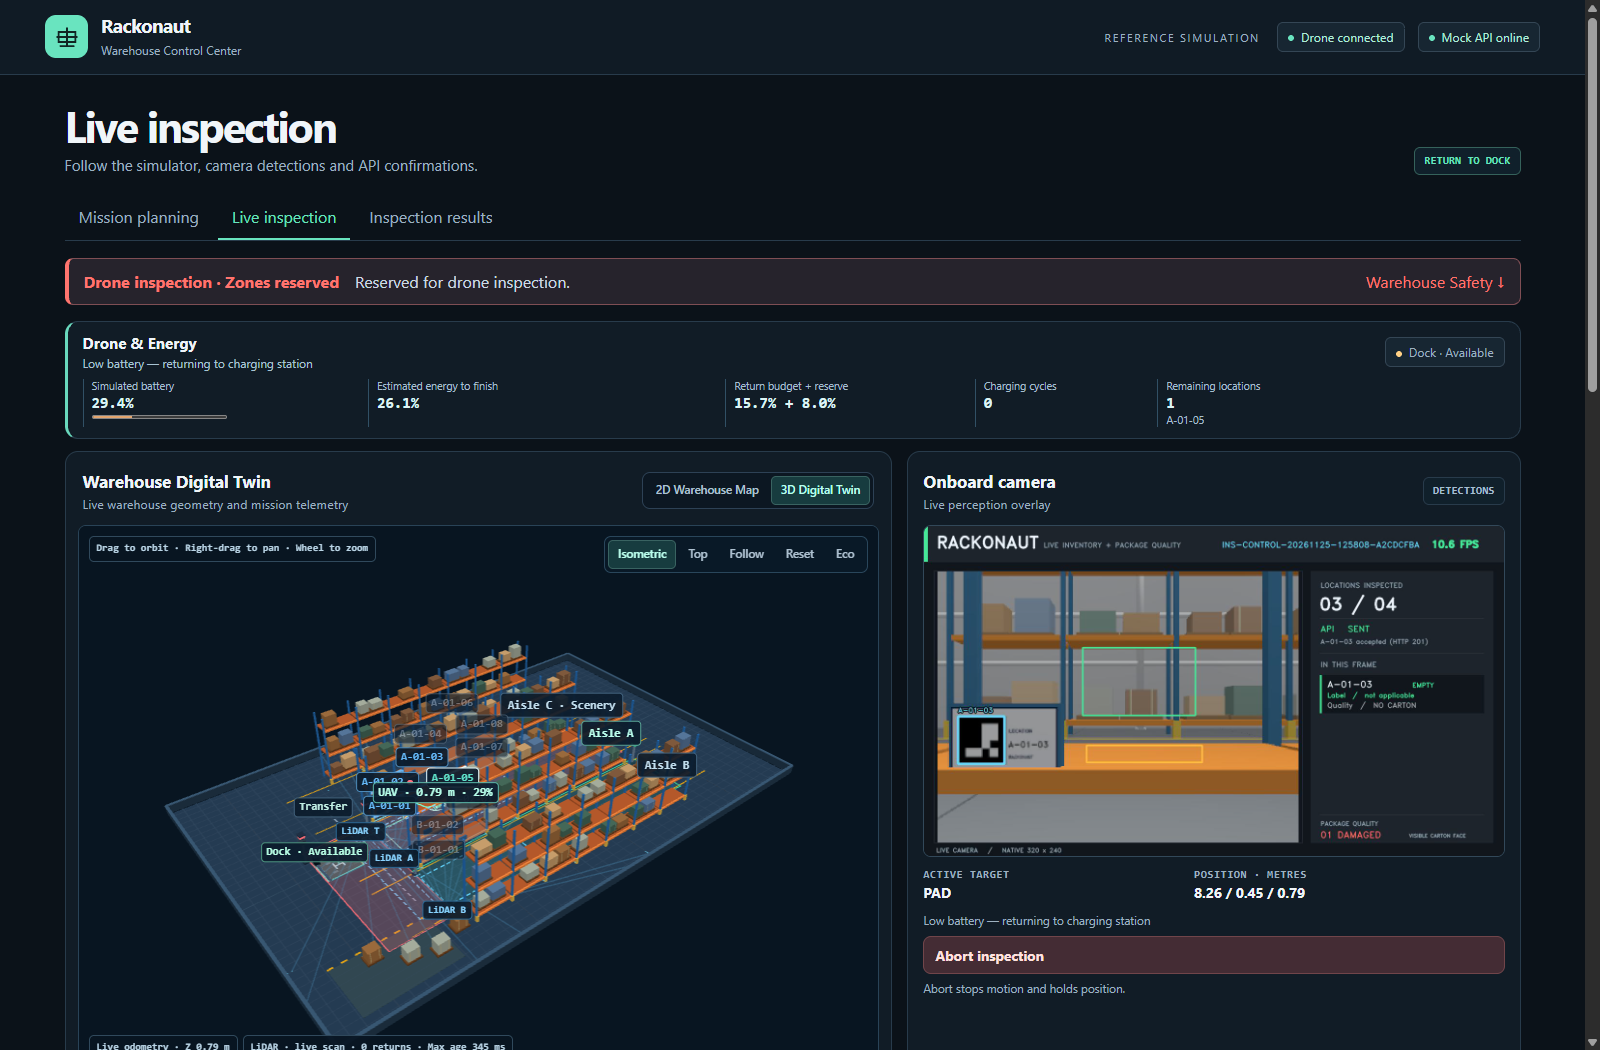 Rackonaut
Warehouse Control Center
REFERENCE SIMULATION
Drone connected
Mock API online
Live inspection
Follow the simulator, camera detections and API confirmations.
RETURN TO DOCK
Mission planning
Live inspection
Inspection results
Drone inspection · Zones reserved
Reserved for drone inspection.
Warehouse Safety ↓
Drone & Energy
Low battery — returning to charging station
Dock · Available
Simulated battery
29.4%
Estimated energy to finish
26.1%
Return budget + reserve
15.7% + 8.0%
Charging cycles
0
Remaining locations
1
A-01-05
Warehouse Digital Twin
Live warehouse geometry and mission telemetry
2D Warehouse Map
3D Digital Twin
Drag to orbit · Right-drag to pan · Wheel to zoom
Isometric
Top
Follow
Reset
Eco
A-01-06
Aisle C · Scenery
A-01-08
A-01-04
Aisle A
A-01-07
A-01-03
Aisle B
A-01-05
UAV · 0.79 m · 29%
Transfer
A-01-01
B-01-02
LiDAR T
Dock · Available
B-01-01
LiDAR A
LiDAR B
Live odometry · Z 0.79 m
LiDAR · live scan · 0 returns · Max age 345 ms
Onboard camera
Live perception overlay
DETECTIONS
RACKONAUT
LIVE INVENTORY + PACKAGE QUALITY
INS-CONTROL-20261125-125808-A2CDCFBA
10.6 FPS
LOCATIONS INSPECTED
03 / 04
API SENT
A-01-03 accepted (HTTP 201)
IN THIS FRAME
A-01-03 EMPTY
Label / not applicable
Quality / NO CARTON
A-01-03
LOCATION
A-01-03
PACKAGE QUALITY
01 DAMAGED
VISIBLE CARTON FACE
LIVE CAMERA / NATIVE 320 x 240
ACTIVE TARGET
PAD
POSITION · METRES
8.26 / 0.45 / 0.79
Low battery — returning to charging station
Abort inspection
Abort stops motion and holds position.